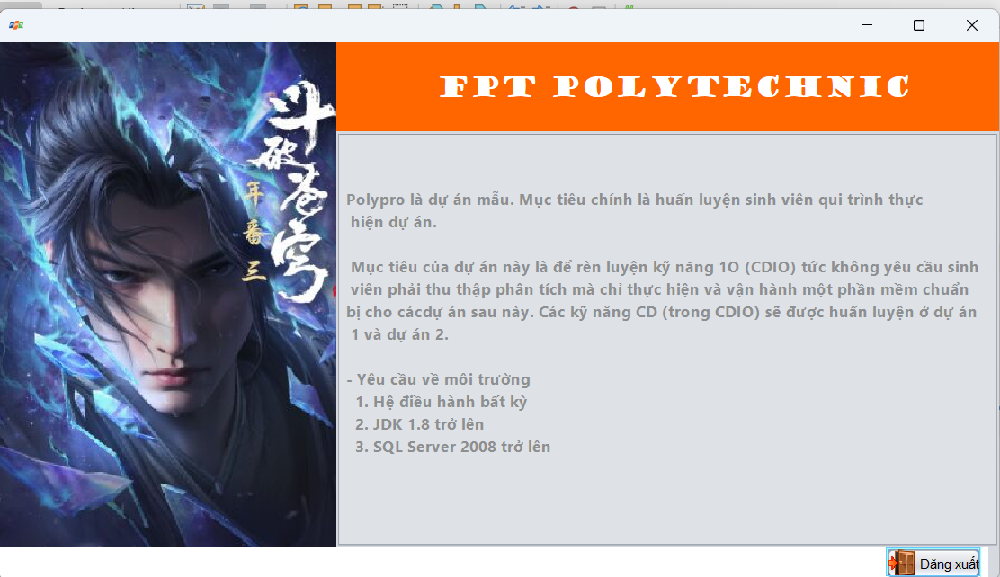 FPT
斗破苍穹
年番三
FPT POLYTECHNIC
Polypro là dự án mẫu. Mục tiêu chính là huấn luyện sinh viên qui trình thực
hiện dự án.
Mục tiêu của dự án này là để rèn luyện kỹ năng 1O (CDIO) tức không yêu cầu sinh
viên phải thu thập phân tích mà chỉ thực hiện và vận hành một phần mềm chuẩn
bị cho cácdự án sau này. Các kỹ năng CD (trong CDIO) sẽ được huấn luyện ở dự án
1 và dự án 2.
- Yêu cầu về môi trường
1. Hệ điều hành bất kỳ
2. JDK 1.8 trở lên
3. SQL Server 2008 trở lên
Đăng xuất